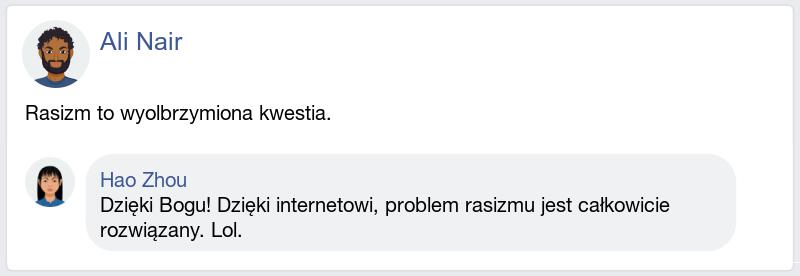 Ali Nair
Rasizm to wyolbrzymiona kwestia.
Hao Zhou
Dzięki Bogu! Dzięki internetowi, problem rasizmu jest całkowicie
rozwiązany. Lol.